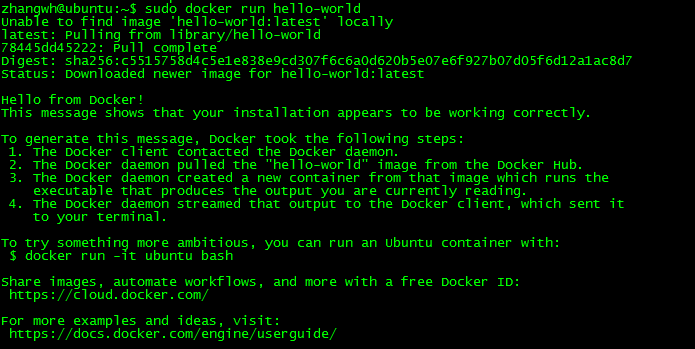 zhangwh@ubuntu:~$ sudo docker run hello-world
Unable to find image 'hello-world:latest' locally
latest: Pulling from library/hello-world
78445dd45222: Pull complete
Digest: sha256:c5515758d4c5e1e838e9cd307f6c6a0d620b5e07e6f927b07d05f6d12a1ac8d7
Status: Downloaded newer image for hello-world:latest

Hello from Docker!
This message shows that your installation appears to be working correctly.

To generate this message, Docker took the following steps:
 1. The Docker client contacted the Docker daemon.
 2. The Docker daemon pulled the "hello-world" image from the Docker Hub.
 3. The Docker daemon created a new container from that image which runs the
    executable that produces the output you are currently reading.
 4. The Docker daemon streamed that output to the Docker client, which sent it
    to your terminal.

To try something more ambitious, you can run an Ubuntu container with:
 $ docker run -it ubuntu bash

Share images, automate workflows, and more with a free Docker ID:
 https://cloud.docker.com/

For more examples and ideas, visit:
 https://docs.docker.com/engine/userguide/